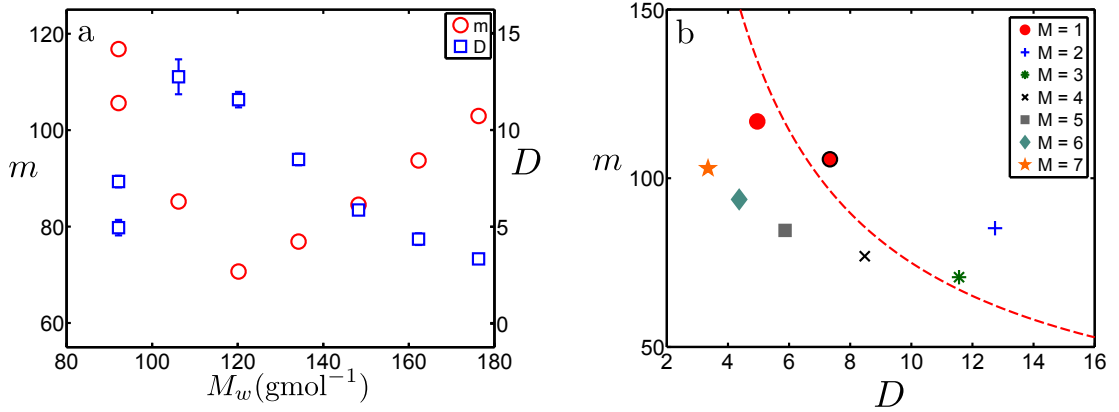 a
120
100
80
60
m
m
D
15
10
5
0
D
80 100 120 140 160 180
M_w(gmol⁻¹)
b
150
100
50
m
M = 1
M = 2
M = 3
M = 4
M = 5
M = 6
M = 7
2 4 6 8 10 12 14 16
D